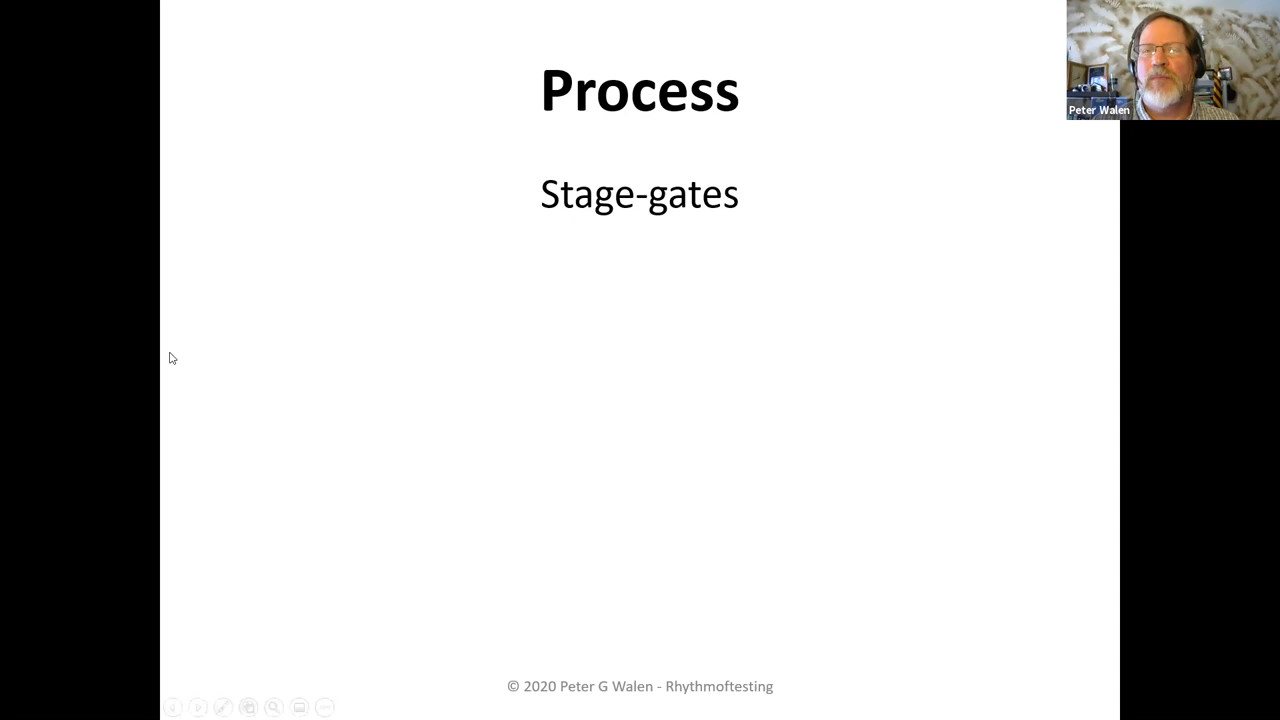 Process
Peter Walen
Stage-gates
© 2020 Peter G Walen - Rhythmoftesting